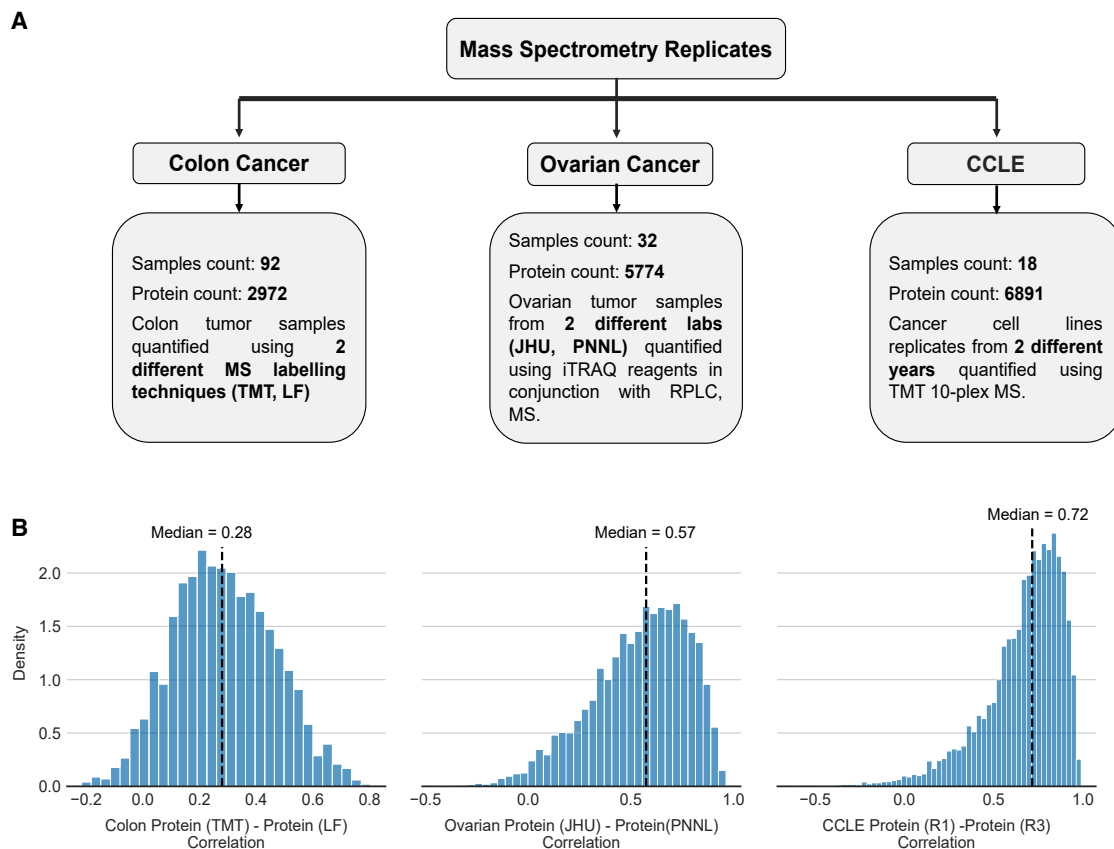 A
Mass Spectrometry Replicates
Colon Cancer
Ovarian Cancer
CCLE
Samples count: 92
Protein count: 2972
Colon tumor samples
quantified using 2
different MS labelling
techniques (TMT, LF)
Samples count: 32
Protein count: 5774
Ovarian tumor samples
from 2 different labs
(JHU, PNNL) quantified
using iTRAQ reagents in
conjunction with RPLC,
MS.
Samples count: 18
Protein count: 6891
Cancer cell lines
replicates from 2 different
years quantified using
TMT 10-plex MS.
B
Median = 0.28
Median = 0.57
Median = 0.72
Density
2.0
1.5
1.0
0.5
0.0
−0.2 0.0 0.2 0.4 0.6 0.8
Colon Protein (TMT) - Protein (LF)
Correlation
−0.5 0.0 0.5 1.0
Ovarian Protein (JHU) - Protein(PNNL)
Correlation
0.0 0.5 1.0
CCLE Protein (R1) -Protein (R3)
Correlation